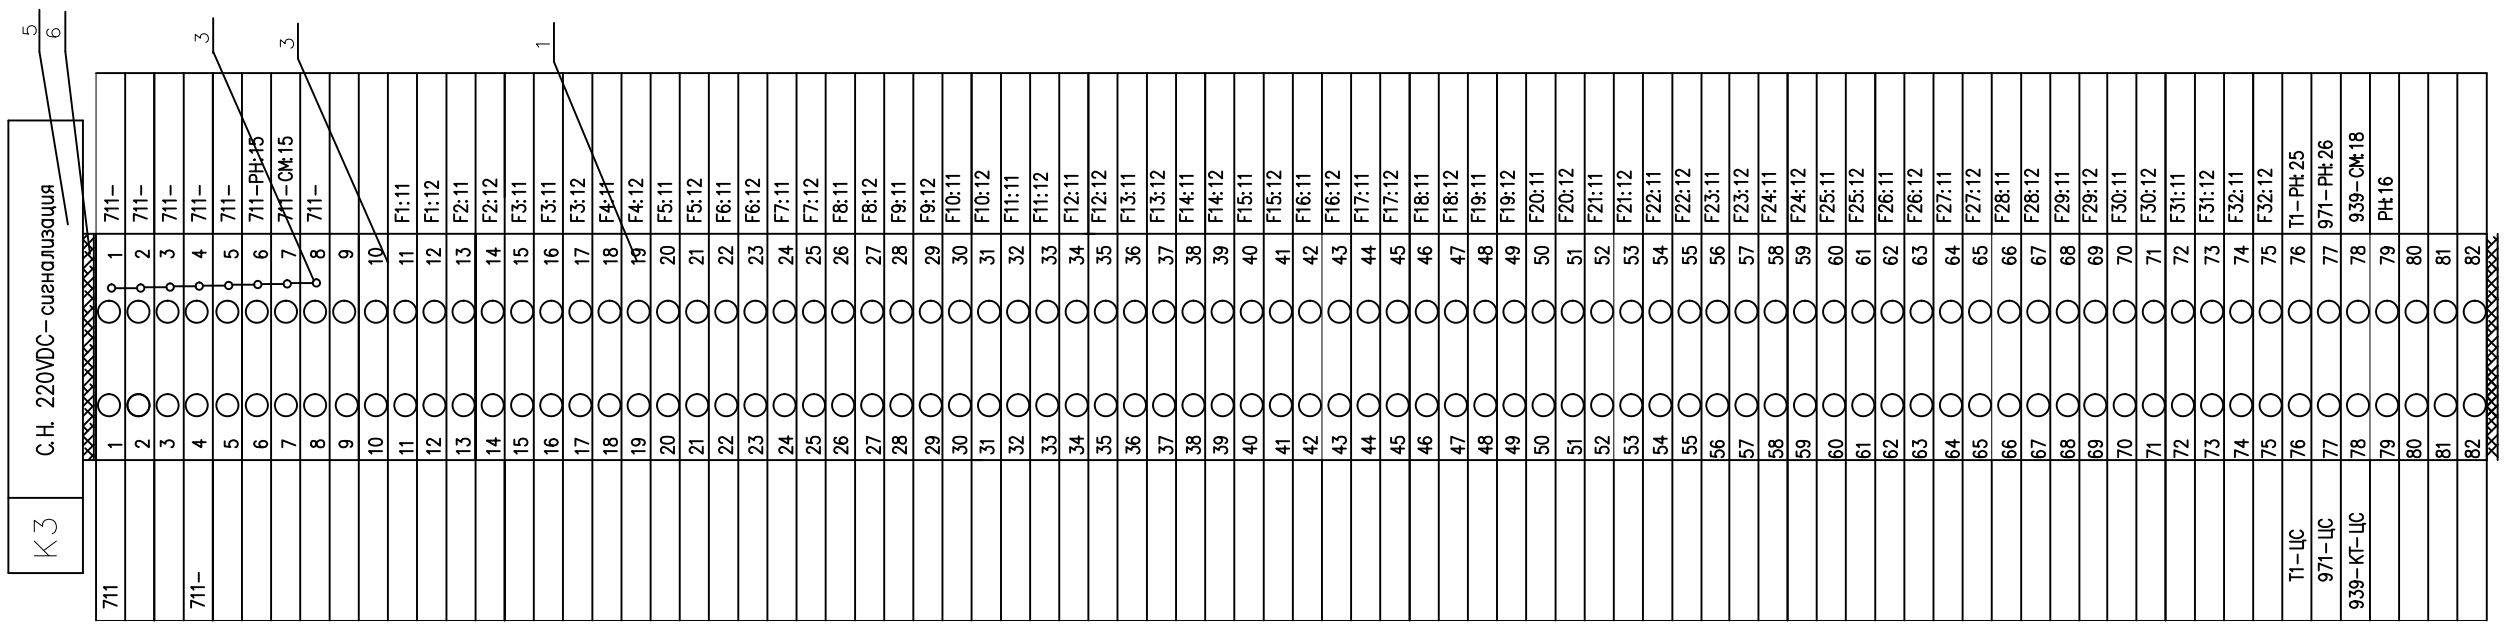 5
6
К3 С.Н. 220VDC-сигнализация
3
3
1
711 1 1 711-
2 2 711-
3 3 711-
711- 4 4 711-
5 5 711-
6 6 711-РН:15
7 7 711-СМ:15
8 8 711-
9 9
10 10
11 11 F1:11
12 12 F1:12
13 13 F2:11
14 14 F2:12
15 15 F3:11
16 16 F3:11
17 17 F3:12
18 18 F4:11
19 19 F4:12
20 20 F5:11
21 21 F5:12
22 22 F6:11
23 23 F6:12
24 24 F7:11
25 25 F7:12
26 26 F8:11
27 27 F8:12
28 28 F9:11
29 29 F9:12
30 30 F10:11
31 31 F10:12
32 32 F11:11
33 33 F11:12
34 34 F12:11
35 35 F12:12
36 36 F13:11
37 37 F13:12
38 38 F14:11
39 39 F14:12
40 40 F15:11
41 41 F15:12
42 42 F16:11
43 43 F16:12
44 44 F17:11
45 45 F17:12
46 46 F18:11
47 47 F18:12
48 48 F19:11
49 49 F19:12
50 50 F20:11
51 51 F20:12
52 52 F21:11
53 53 F21:12
54 54 F22:11
55 55 F22:12
56 56 F23:11
57 57 F23:12
58 58 F24:11
59 59 F24:12
60 60 F25:11
61 61 F25:12
62 62 F26:11
63 63 F26:12
64 64 F27:11
65 65 F27:12
66 66 F28:11
67 67 F28:12
68 68 F29:11
69 69 F29:12
70 70 F30:11
71 71 F30:12
72 72 F31:11
73 73 F31:12
74 74 F32:11
75 75 F32:12
Т1-ЦС 76 76 Т1-РН:25
971-ЦС 77 77 971-РН:26
939-КТ-ЦС 78 78 939-СМ:18
79 79 РН:16
80 80
81 81
82 82